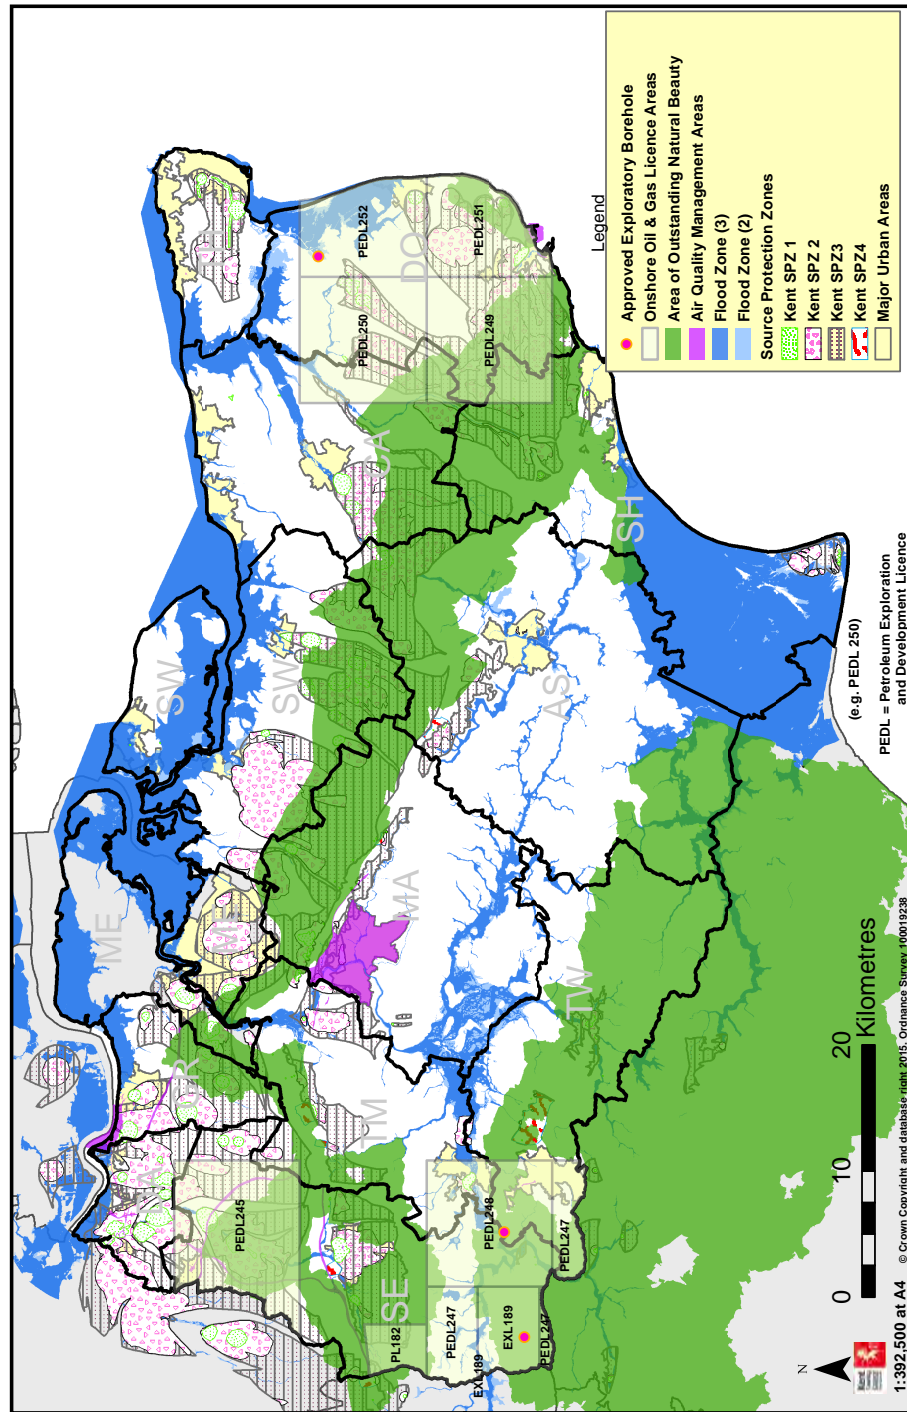 Legend
Approved Exploratory Borehole
Onshore Oil & Gas Licence Areas
Area of Outstanding Natural Beauty
Air Quality Management Areas
Flood Zone (3)
Flood Zone (2)
Source Protection Zones
Kent SPZ 1
Kent SPZ 2
Kent SPZ3
Kent SPZ4
Major Urban Areas
(e.g. PEDL 250)
PEDL = Petroleum Exploration
and Development Licence
ME
ME
GR
DA
SW
SW
TH
CA
DO
MA
TM
SE
AS
SH
TW
PEDL245
PL182
PEDL247
EXL189
EXL189
PEDL247
PEDL248
PEDL247
PEDL250
PEDL252
PEDL249
PEDL251
N
0
10
20
Kilometres
1:392,500 at A4
© Crown Copyright and database right 2015. Ordnance Survey 100019238